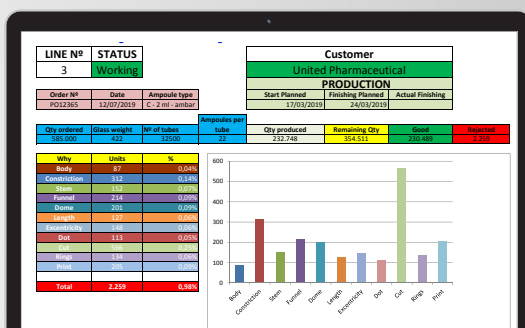 LINE Nº STATUS Customer
3 Working United Pharmaceutical
PRODUCTION
Order Nº Date Ampoule type Start Planned Finishing Planned Actual Finishing
PO12365 12/07/2019 C - 2 ml - ambar 17/03/2019 24/03/2019
Ampoules per
Qty ordered Glass weight Nº of tubes tube Qty produced Remaining Qty Good Rejected
585.000 422 32500 22 232.748 354.511 230.489 2.259
Why Units %
Body 87 0,04%
Constriction 312 0,14%
Stem 152 0,07%
Funnel 214 0,09%
Dome 201 0,09%
Length 127 0,06%
Excentricity 148 0,06%
Dot 113 0,05%
Cut 566 0,25%
Rings 134 0,06%
Print 205 0,09%
Total 2.259 0,98%
600
500
400
300
200
100
0
Body Constriction Stem Funnel Dome Length Excentricity Dot Cut Rings Print